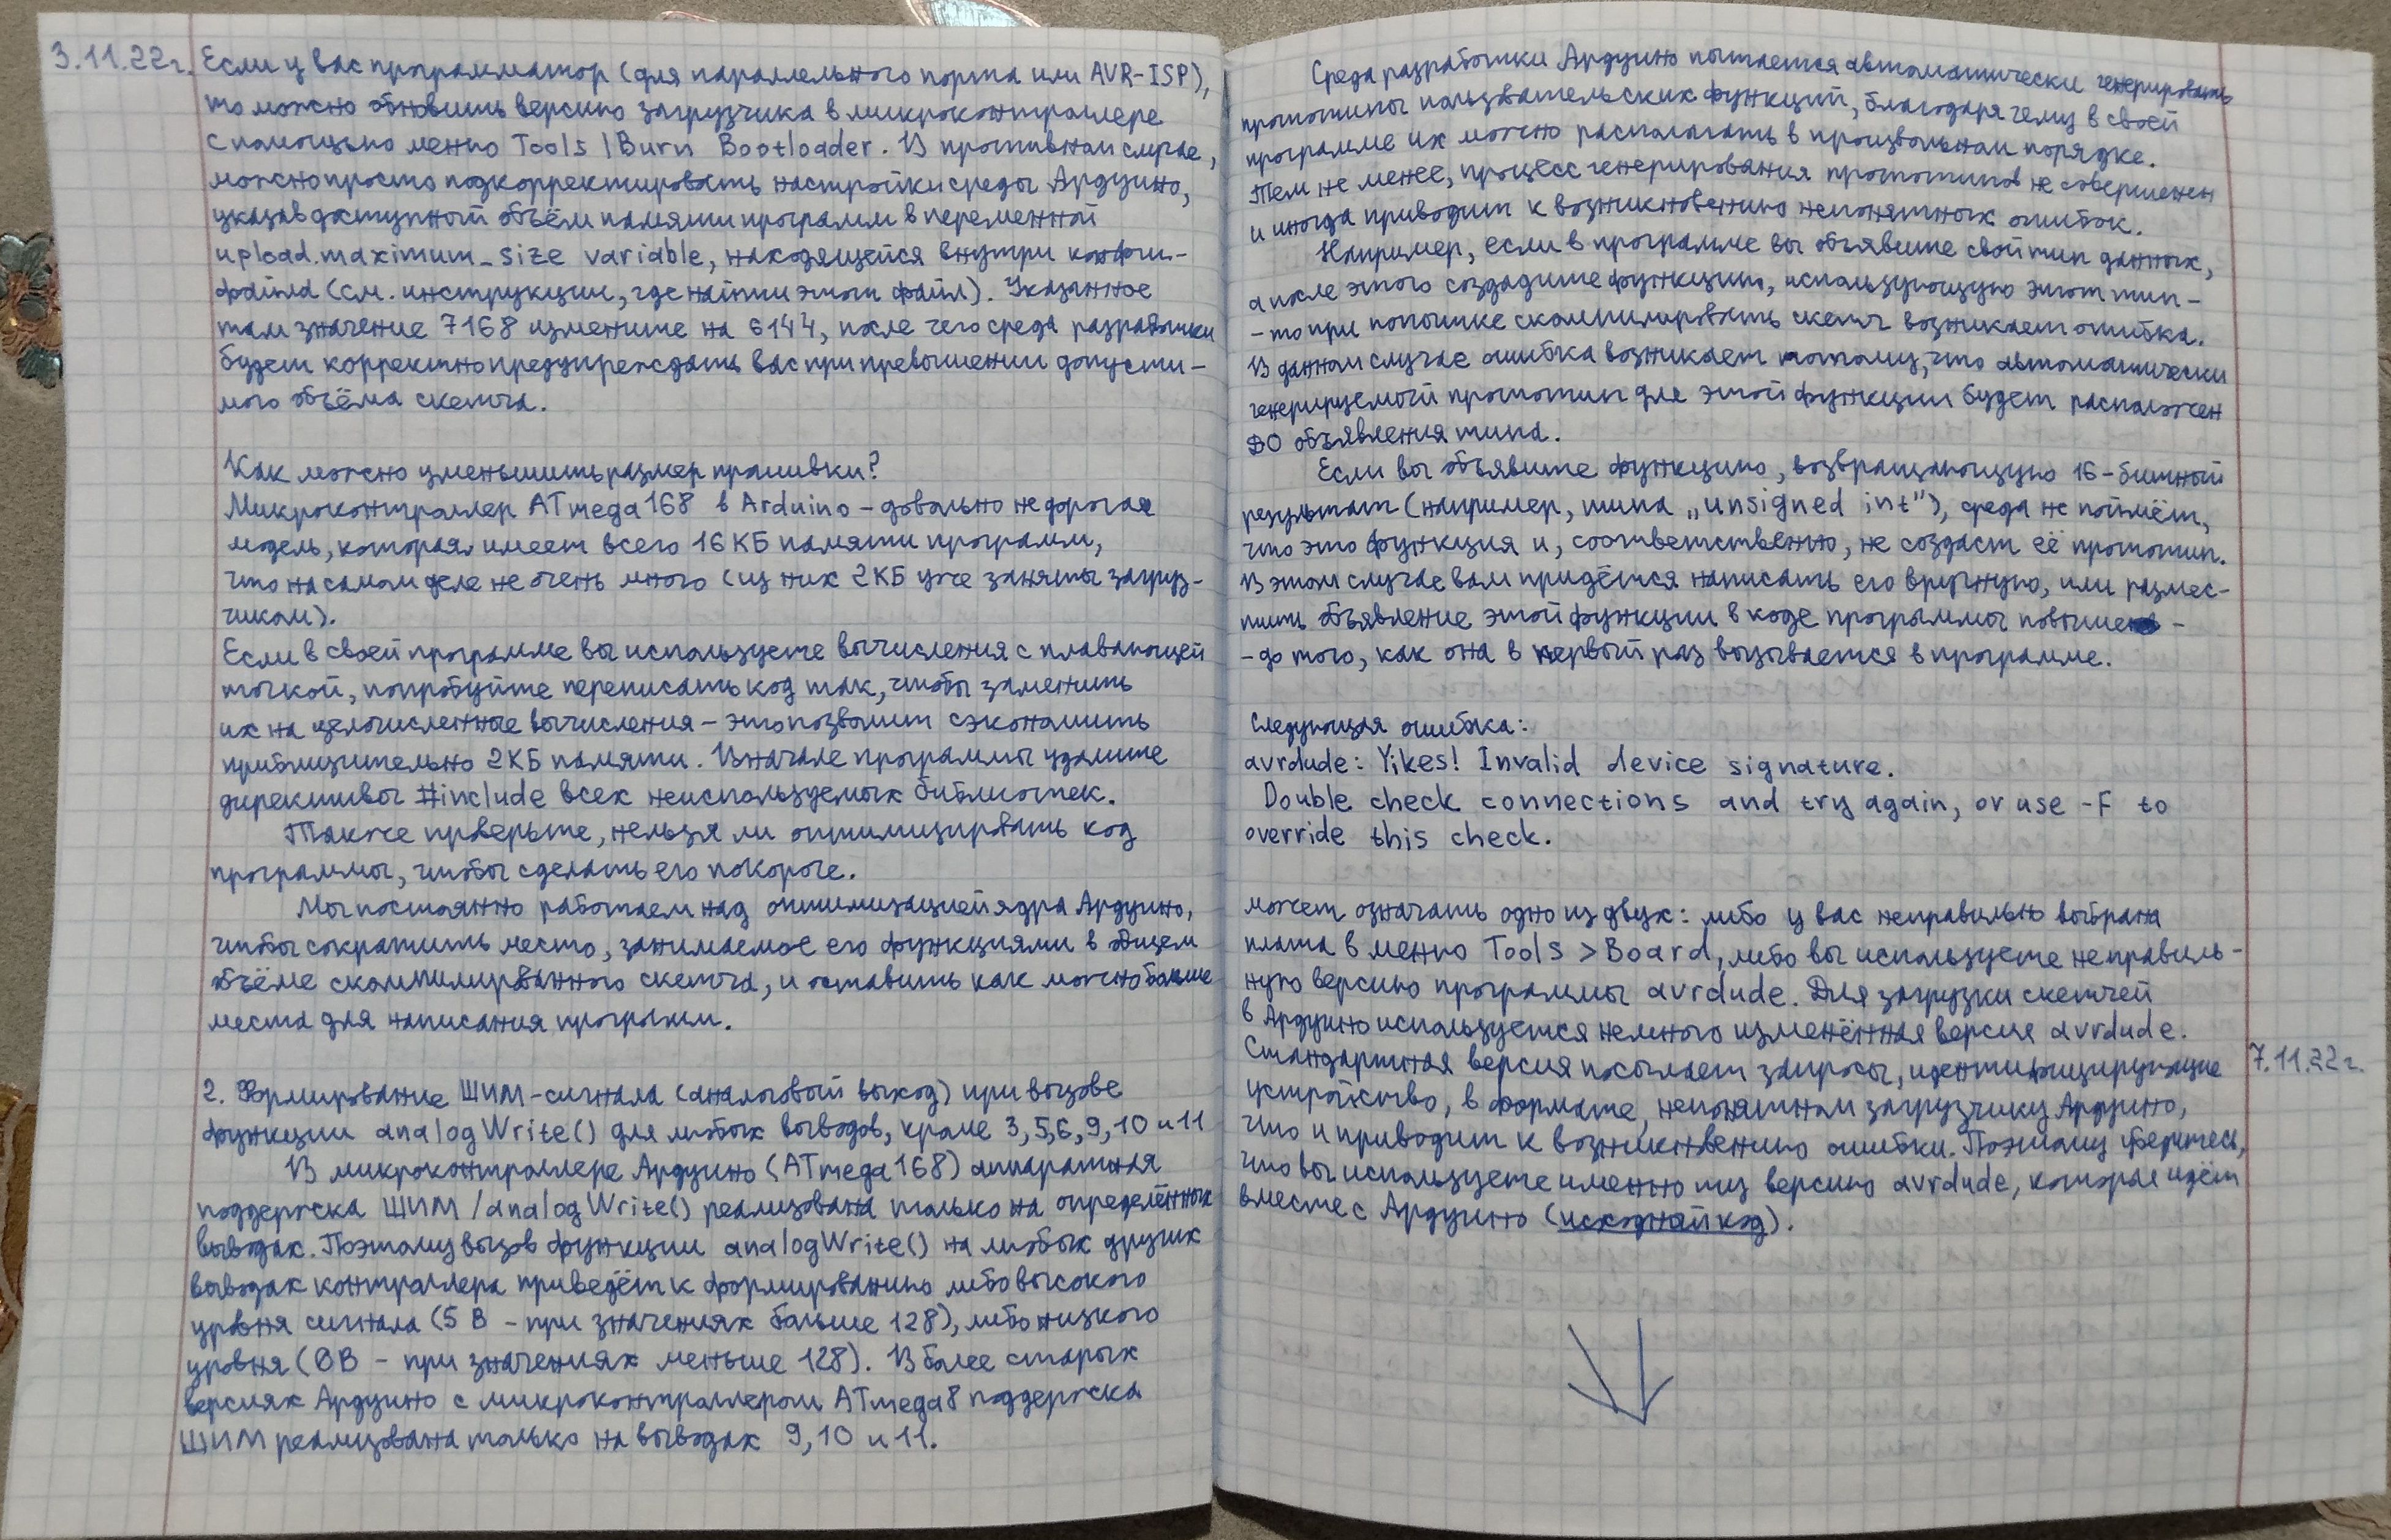 3.11.22г. Если у вас программатор (для параллельного порта или AVR-ISP),
то можно обновить версию загрузчика в микроконтроллере
с помощью меню Tools | Burn Bootloader. В противном случае,
можно просто подкорректировать настройки среды Ардуино,
указав доступный объём памяти программ в переменной
upload.maximum_size variable, находящейся внутри конфиг-
файла (см. инструкции, где найти этот файл). Указанное
там значение 7168 измените на 6144, после чего среда разработки
будет корректно предупреждать вас при превышении допусти-
мого объёма скетча.
Как можно уменьшить размер прошивки?
Микроконтроллер ATmega168 в Arduino - довольно недорогая
модель, которая имеет всего 16КБ памяти программ,
что на самом деле не очень много (из них 2КБ уже заняты загруз-
чиком).
Если в своей программе вы используете вычисления с плавающей
точкой, попробуйте переписать код так, чтобы заменить
их на целочисленные вычисления - это позволит сэкономить
приблизительно 2КБ памяти. В начале программы удалите
директивы #include всех неиспользуемых библиотек.
Также проверьте, нельзя ли оптимизировать код
программы, чтобы сделать его покороче.
Мы постоянно работаем над оптимизацией ядра Ардуино,
чтобы сократить место, занимаемое его функциями в общем
объёме скомпилированного скетча, и оставить как можно больше
места для написания программ.
2. Формирование ШИМ-сигнала (аналоговый выход) при вызове
функции analogWrite() для любых выводов, кроме 3,5,6,9,10 и 11
В микроконтроллере Ардуино (ATmega168) аппаратная
поддержка ШИМ/analogWrite() реализована только на определённых
выводах. Поэтому вызов функции analogWrite() на любых других
выводах контроллера приведёт к формированию либо высокого
уровня сигнала (5 В - при значениях больше 128), либо низкого
уровня (0В - при значениях меньше 128). В более старых
версиях Ардуино с микроконтроллером ATmega8 поддержка
ШИМ реализована только на выводах 9,10 и 11.
Среда разработки Ардуино пытается автоматически генерировать
прототипы пользвательских функций, благодаря чему в своей
программе их можно располагать в произвольном порядке.
Тем не менее, процесс генерирования прототипов не совершенен
и иногда приводит к возникновению непонятных ошибок.
Например, если в программе вы объявите свой тип данных,
а после этого создадите функцию, использующую этот тип -
- то при попытке скомпилировать скетч возникает ошибка.
В данном случае ошибка возникает потому, что автоматически
генерируемый прототип для этой функции будет расположен
ДО объявления типа.
Если вы объявите функцию, возвращающую 16-битный
результат (например, типа „unsigned int"), среда не поймёт,
что это функция и, соответственно, не создаст её прототип.
В этом случае вам придётся написать его вручную, или размес-
тить объявление этой функции в коде программы повыше -
- до того, как она в первый раз вызывается в программе.
Следующая ошибка:
avrdude: Yikes! Invalid device signature.
Double check connections and try again, or use -F to
override this check.
может означать одно из двух: либо у вас неправильно выбрана
плата в меню Tools > Board, либо вы используете неправиль-
ную версию программы avrdude. Для загрузки скетчей
в Ардуино используется немного изменённая версия avrdude.
Стандартная версия посылает запросы, идентифицирующие 7.11.22г.
устройство, в формате, непонятном загрузчику Ардуино,
что и приводит к возникновению ошибки. Поэтому уберитесь,
что вы используете именно ту версию avrdude, которая идёт
вместе с Ардуино (исходный код).